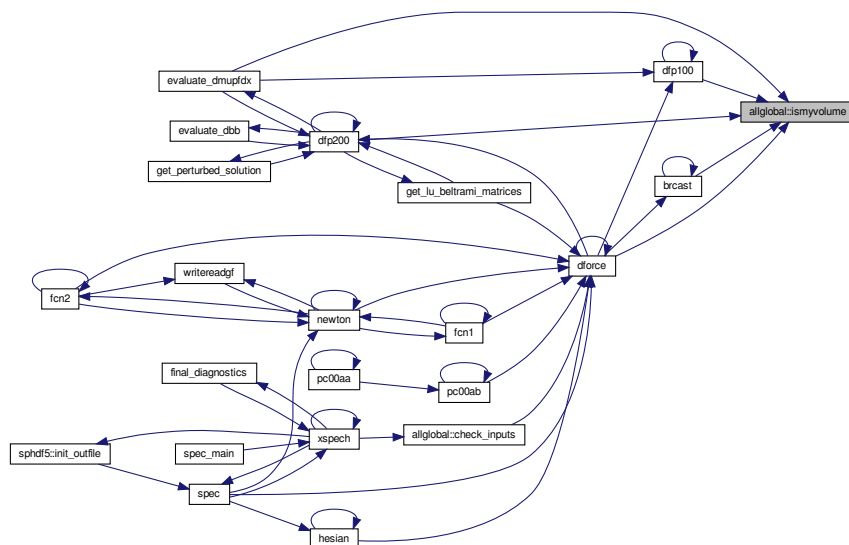 evaluate_dmupfdx
dfp100
allglobal::ismyvolume
evaluate_dbb
dfp200
get_perturbed_solution
get_lu_beltrami_matrices
brcast
dforce
writereadgf
fcn2
newton
fcn1
final_diagnostics
pc00aa
pc00ab
xspech
allglobal::check_inputs
sphdf5::init_outfile
spec_main
spec
hesian